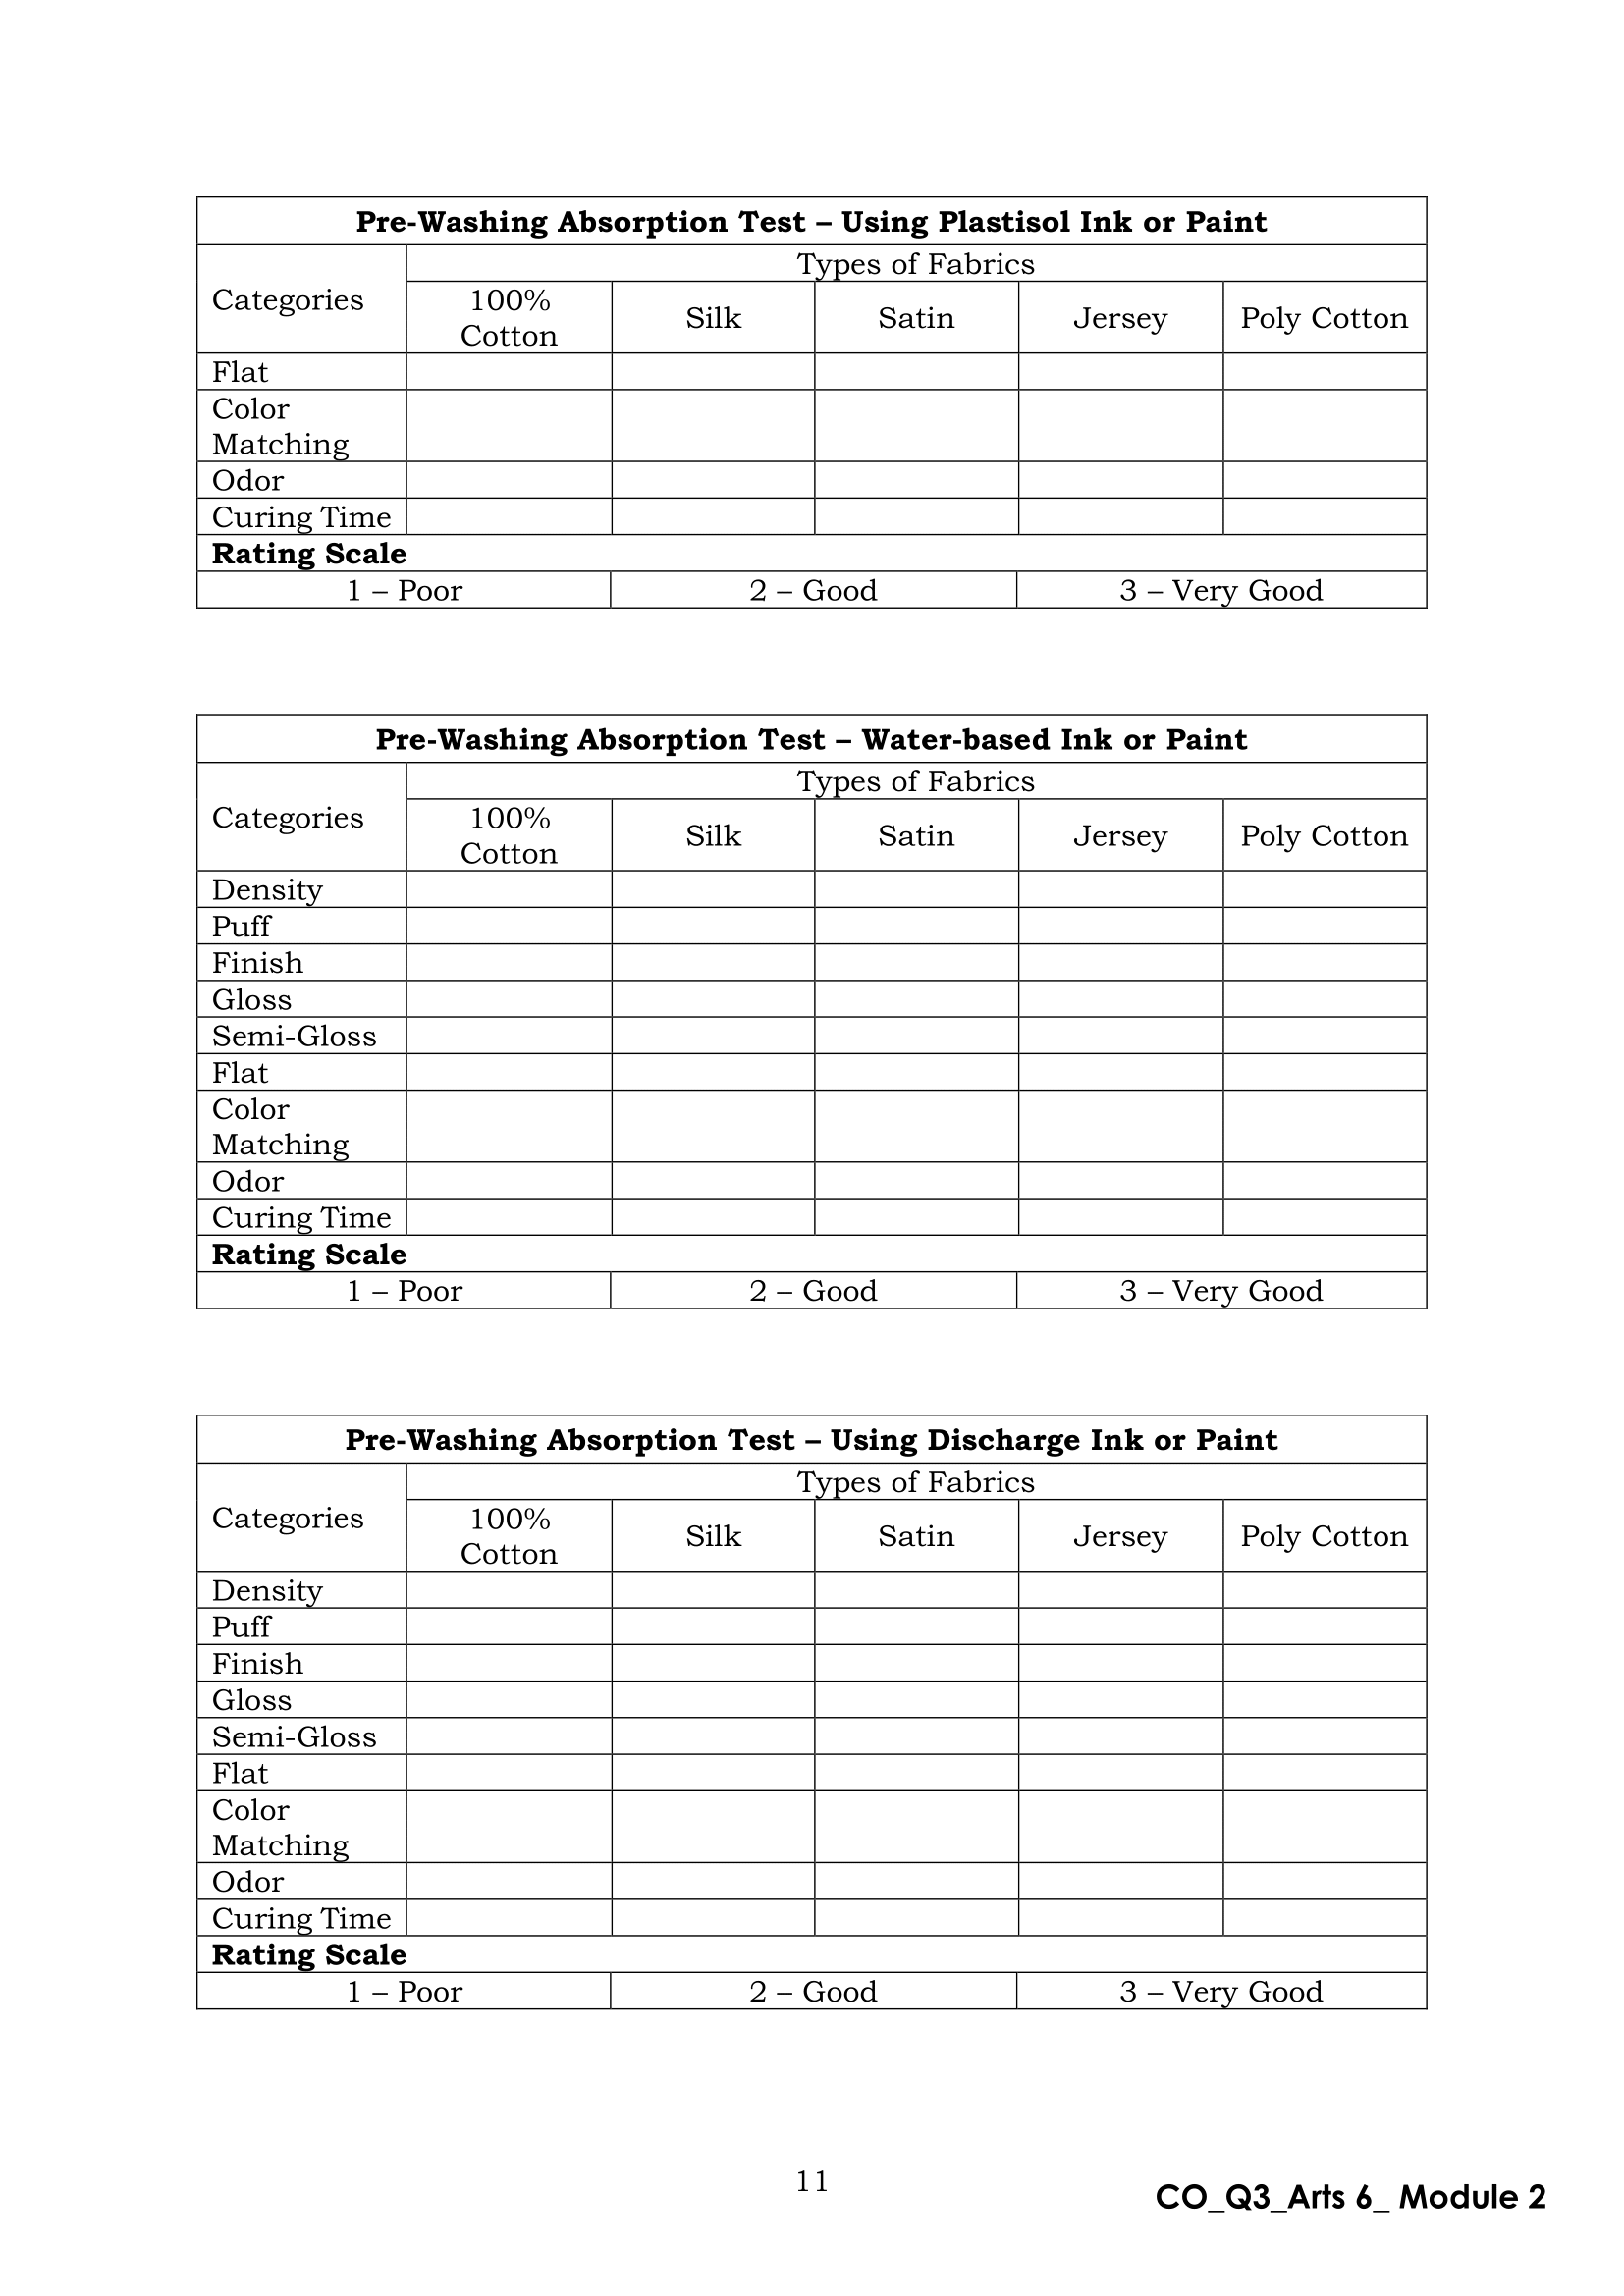 Pre-Washing Absorption Test – Using Plastisol Ink or Paint
Categories
Types of Fabrics
100%
Cotton
Silk
Satin
Jersey
Poly Cotton
Flat
Color
Matching
Odor
Curing Time
Rating Scale
1 – Poor
2 – Good
3 – Very Good
Pre-Washing Absorption Test – Water-based Ink or Paint
Categories
Types of Fabrics
100%
Cotton
Silk
Satin
Jersey
Poly Cotton
Density
Puff
Finish
Gloss
Semi-Gloss
Flat
Color
Matching
Odor
Curing Time
Rating Scale
1 – Poor
2 – Good
3 – Very Good
Pre-Washing Absorption Test – Using Discharge Ink or Paint
Categories
Types of Fabrics
100%
Cotton
Silk
Satin
Jersey
Poly Cotton
Density
Puff
Finish
Gloss
Semi-Gloss
Flat
Color
Matching
Odor
Curing Time
Rating Scale
1 – Poor
2 – Good
3 – Very Good
11
CO_Q3_Arts 6_ Module 2